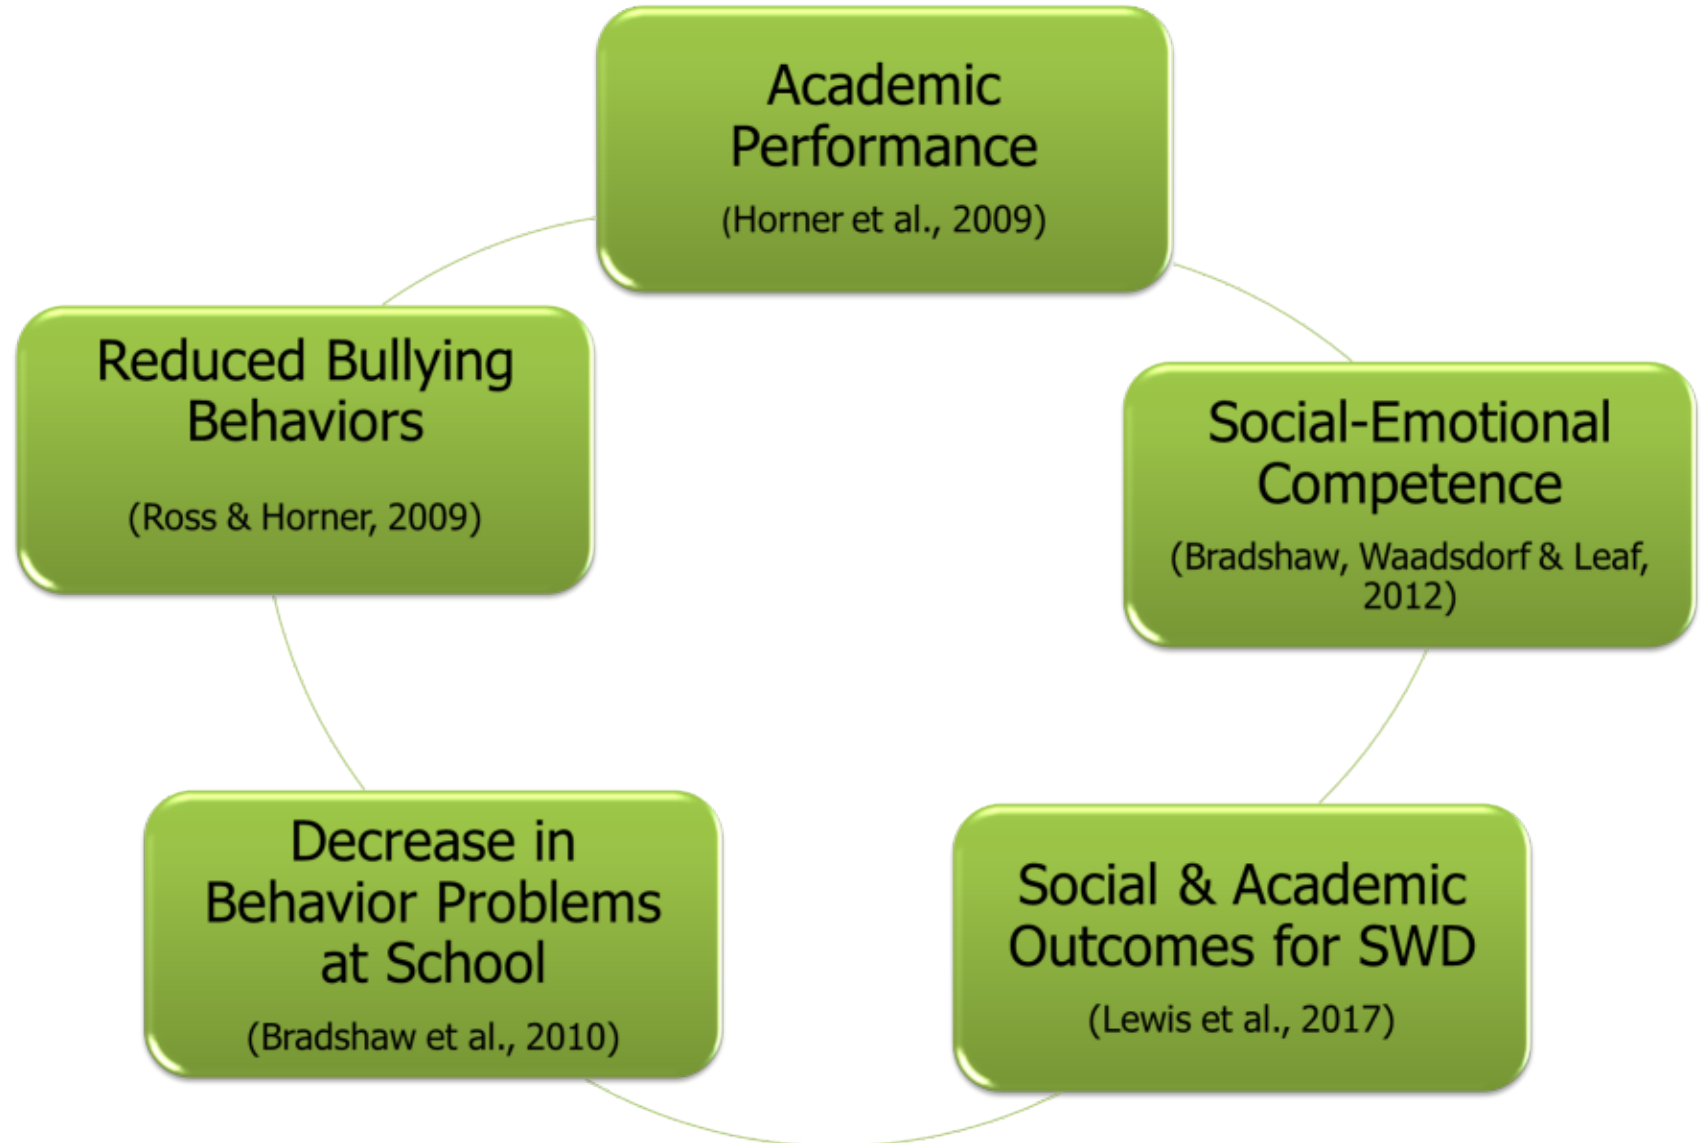 Academic
Performance
(Horner et al., 2009)
Reduced Bullying
Behaviors
(Ross & Horner, 2009)
Social-Emotional
Competence
(Bradshaw, Waadsdorf & Leaf,
2012)
Decrease in
Behavior Problems
at School
(Bradshaw et al., 2010)
Social & Academic
Outcomes for SWD
(Lewis et al., 2017)